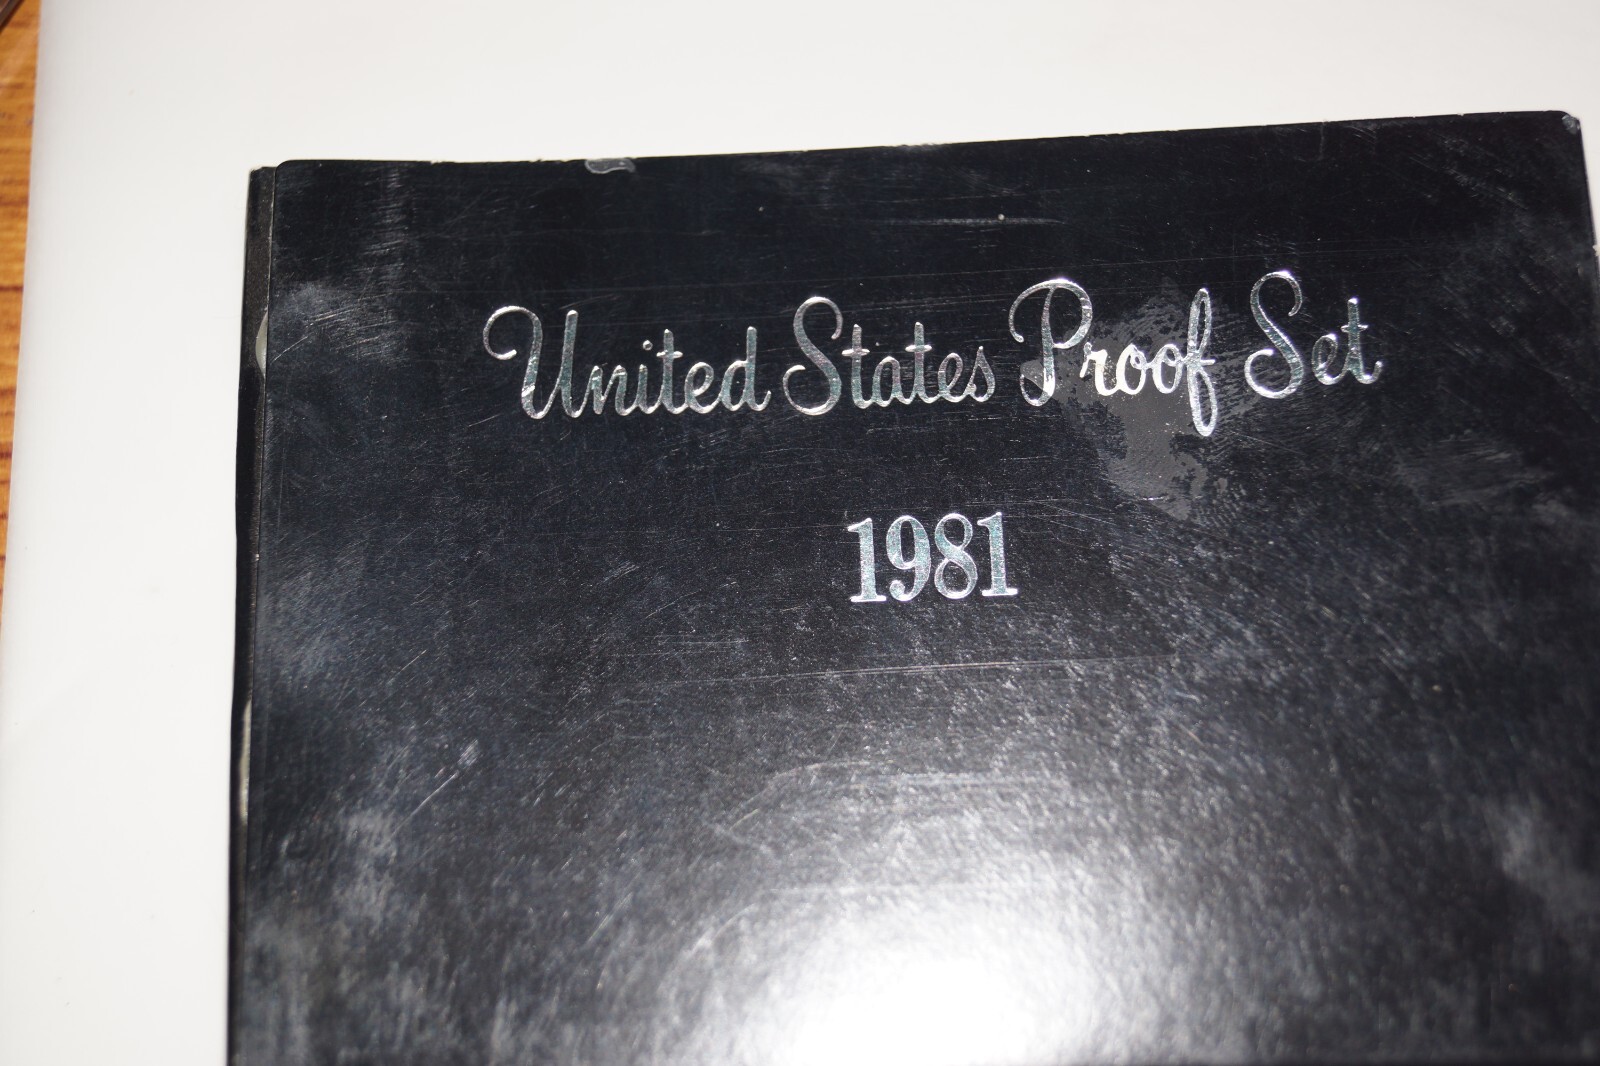 United States Proof Set
1981